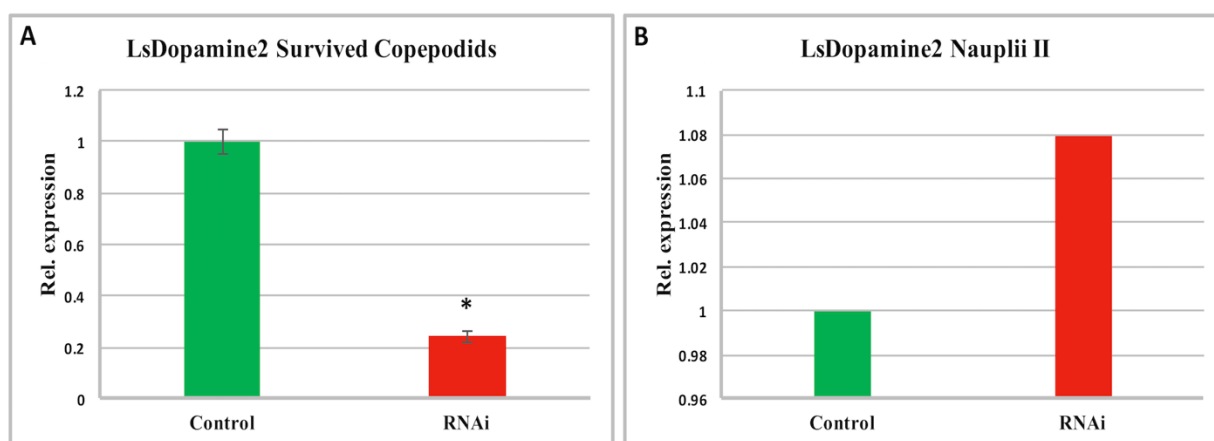 A
LsDopamine2 Survived Copepodids
Rel. expression
1.2
1
0.8
0.6
0.4
0.2
0
*
Control
RNAi
B
LsDopamine2 Nauplii II
Rel. expression
1.1
1.08
1.06
1.04
1.02
1
0.98
0.96
Control
RNAi